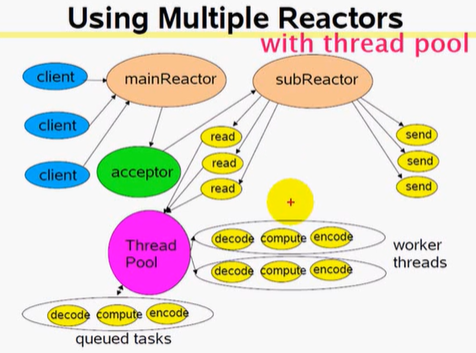 Using Multiple Reactors
with thread pool
client
mainReactor
subReactor
client
client
acceptor
read
read
read
send
send
send
Thread
Pool
decode compute encode
decode compute encode
worker
threads
decode compute encode
queued tasks